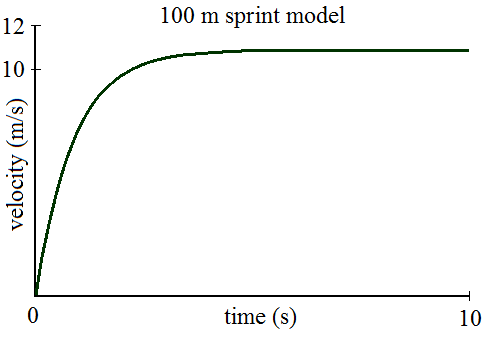 100 m sprint model
12
10
velocity (m/s)
0
time (s)
10